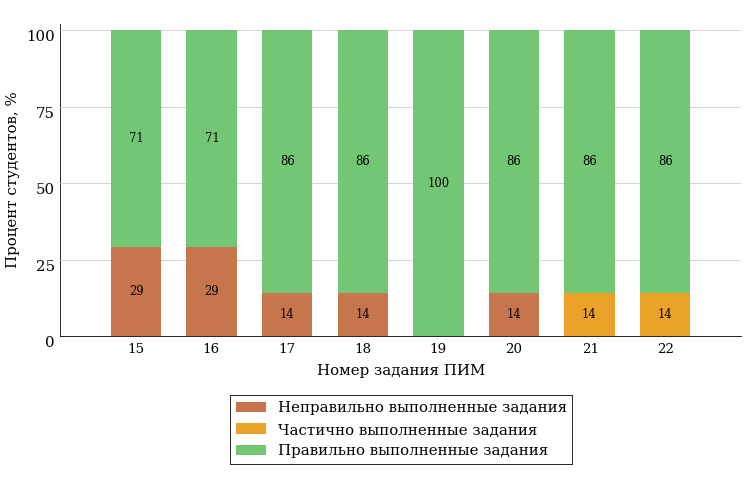 100
75
50
25
0
Процент студентов, %
71 71 86 86 100 86 86 86
29 29 14 14 14 14 14
15 16 17 18 19 20 21 22
Номер задания ПИМ
Неправильно выполненные задания
Частично выполненные задания
Правильно выполненные задания